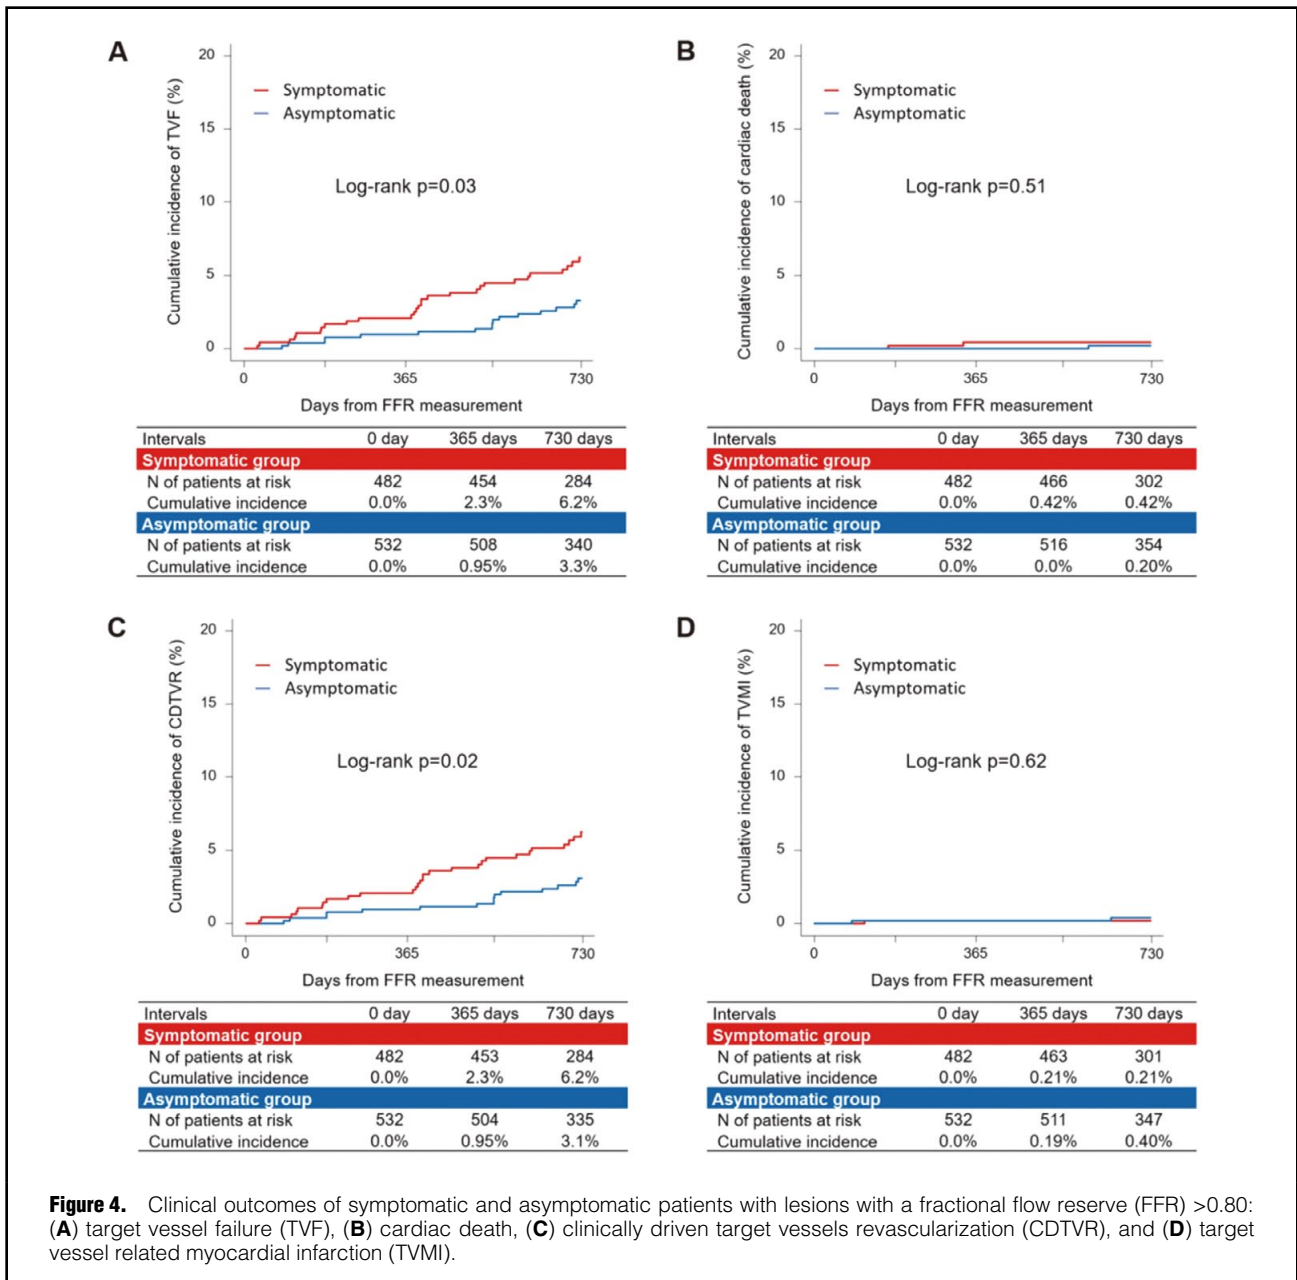 A
20
15
10
5
0
Cumulative incidence of TVF (%)
Symptomatic
Asymptomatic
Log-rank p=0.03
0 365 730
Days from FFR measurement
Intervals 0 day 365 days 730 days
Symptomatic group
N of patients at risk 482 454 284
Cumulative incidence 0.0% 2.3% 6.2%
Asymptomatic group
N of patients at risk 532 508 340
Cumulative incidence 0.0% 0.95% 3.3%
B
20
15
10
5
0
Cumulative incidence of cardiac death (%)
Symptomatic
Asymptomatic
Log-rank p=0.51
0 365 730
Days from FFR measurement
Intervals 0 day 365 days 730 days
Symptomatic group
N of patients at risk 482 466 302
Cumulative incidence 0.0% 0.42% 0.42%
Asymptomatic group
N of patients at risk 532 516 354
Cumulative incidence 0.0% 0.0% 0.20%
C
20
15
10
5
0
Cumulative incidence of CDTVR (%)
Symptomatic
Asymptomatic
Log-rank p=0.02
0 365 730
Days from FFR measurement
Intervals 0 day 365 days 730 days
Symptomatic group
N of patients at risk 482 453 284
Cumulative incidence 0.0% 2.3% 6.2%
Asymptomatic group
N of patients at risk 532 504 335
Cumulative incidence 0.0% 0.95% 3.1%
D
20
15
10
5
0
Cumulative incidence of TVMI (%)
Symptomatic
Asymptomatic
Log-rank p=0.62
0 365 730
Days from FFR measurement
Intervals 0 day 365 days 730 days
Symptomatic group
N of patients at risk 482 463 301
Cumulative incidence 0.0% 0.21% 0.21%
Asymptomatic group
N of patients at risk 532 511 347
Cumulative incidence 0.0% 0.19% 0.40%
Figure 4. Clinical outcomes of symptomatic and asymptomatic patients with lesions with a fractional flow reserve (FFR) >0.80:
(A) target vessel failure (TVF), (B) cardiac death, (C) clinically driven target vessels revascularization (CDTVR), and (D) target
vessel related myocardial infarction (TVMI).